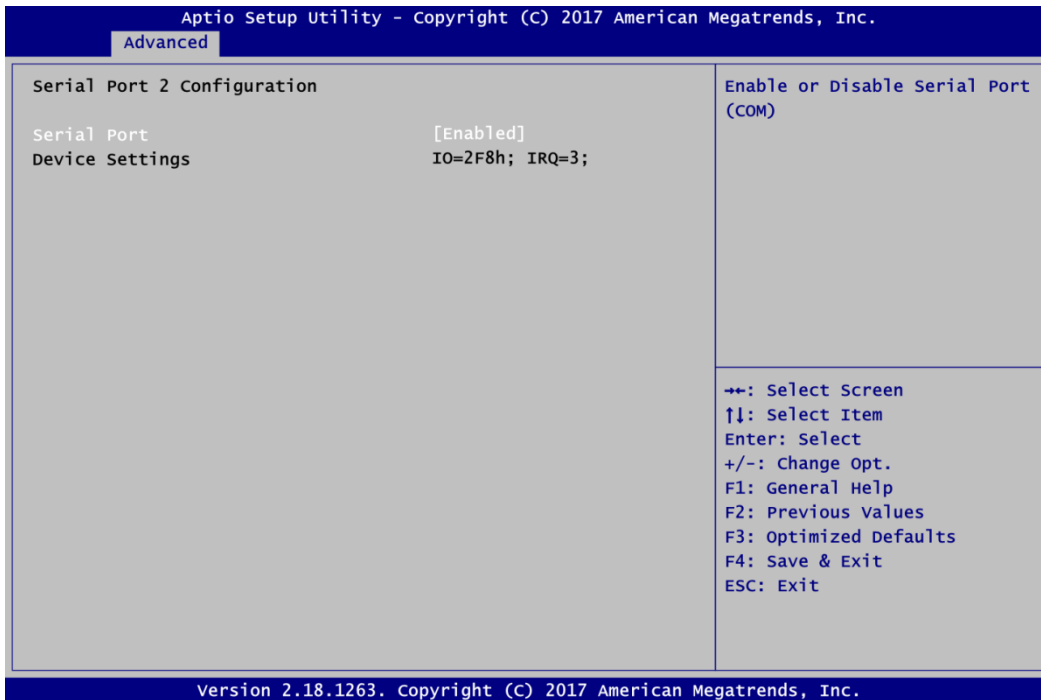 Aptio Setup Utility - Copyright (C) 2017 American Megatrends, Inc.
Advanced
Serial Port 2 Configuration
Serial Port [Enabled]
Device Settings IO=2F8h; IRQ=3;
Enable or Disable Serial Port
(COM)
→←: Select Screen
↑↓: Select Item
Enter: Select
+/-: Change Opt.
F1: General Help
F2: Previous Values
F3: Optimized Defaults
F4: Save & Exit
ESC: Exit
Version 2.18.1263. Copyright (C) 2017 American Megatrends, Inc.